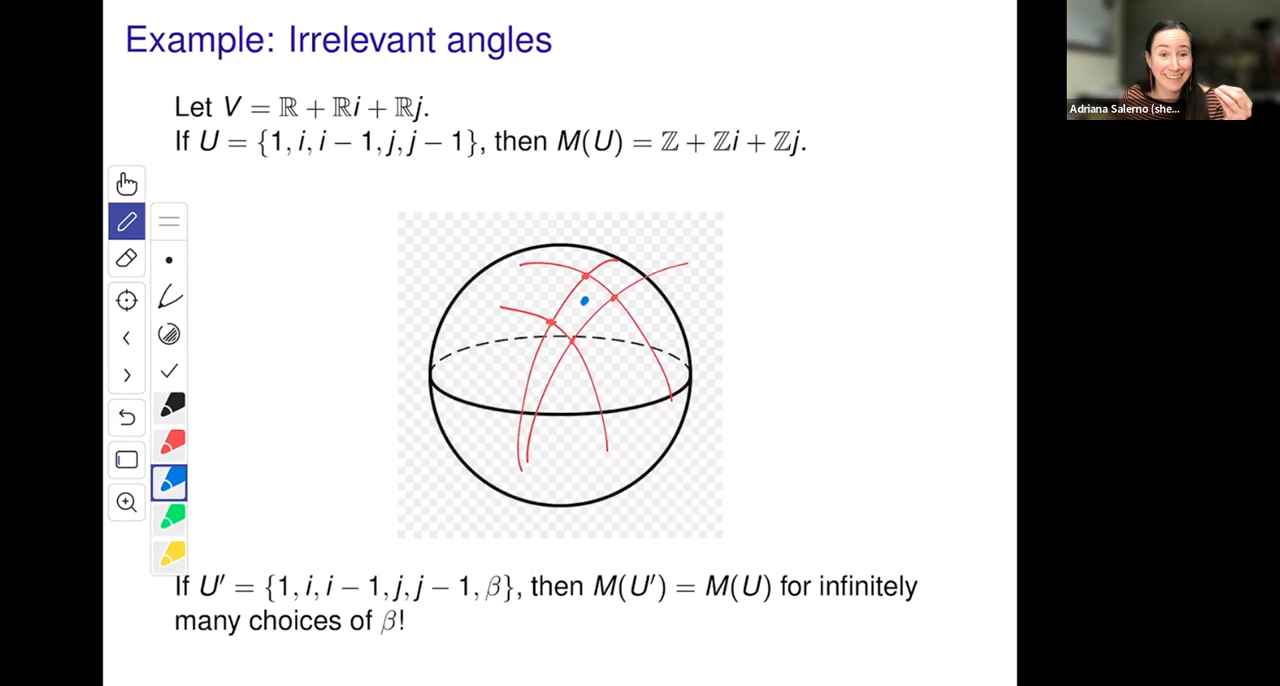 Example: Irrelevant angles
Let V = ℝ + ℝi + ℝj.
If U = {1, i, i − 1, j, j − 1}, then M(U) = ℤ + ℤi + ℤj.
If U′ = {1, i, i − 1, j, j − 1, β}, then M(U′) = M(U) for infinitely
many choices of β!
Adriana Salerno (she...